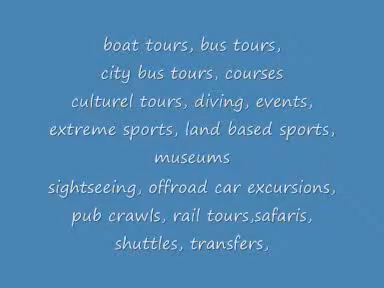 boat tours, bus tours,
city bus tours, courses
culturel tours, diving, events,
extreme sports, land based sports,
museums
sightseeing, offroad car excursions,
pub crawls, rail tours,safaris,
shuttles, transfers,